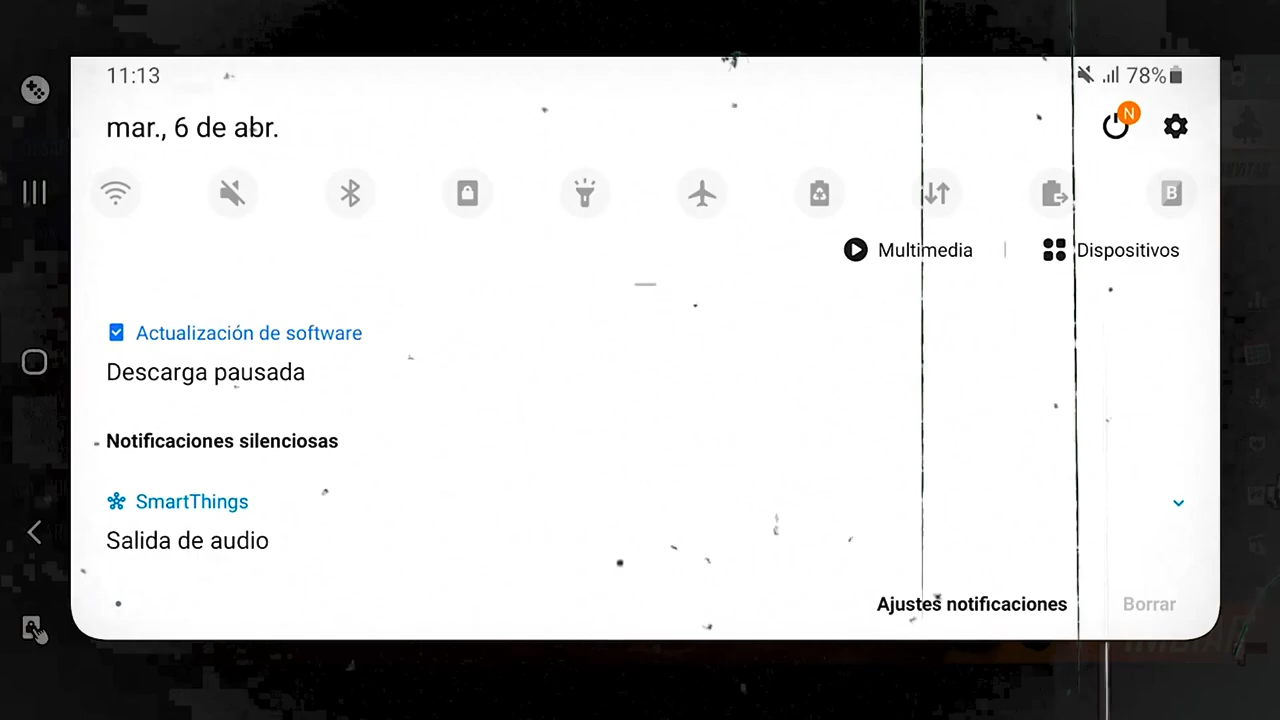 11:13
78%
mar., 6 de abr.
N
B
Multimedia | Dispositivos
Actualización de software
Descarga pausada
Notificaciones silenciosas
SmartThings
Salida de audio
Ajustes notificaciones
Borrar